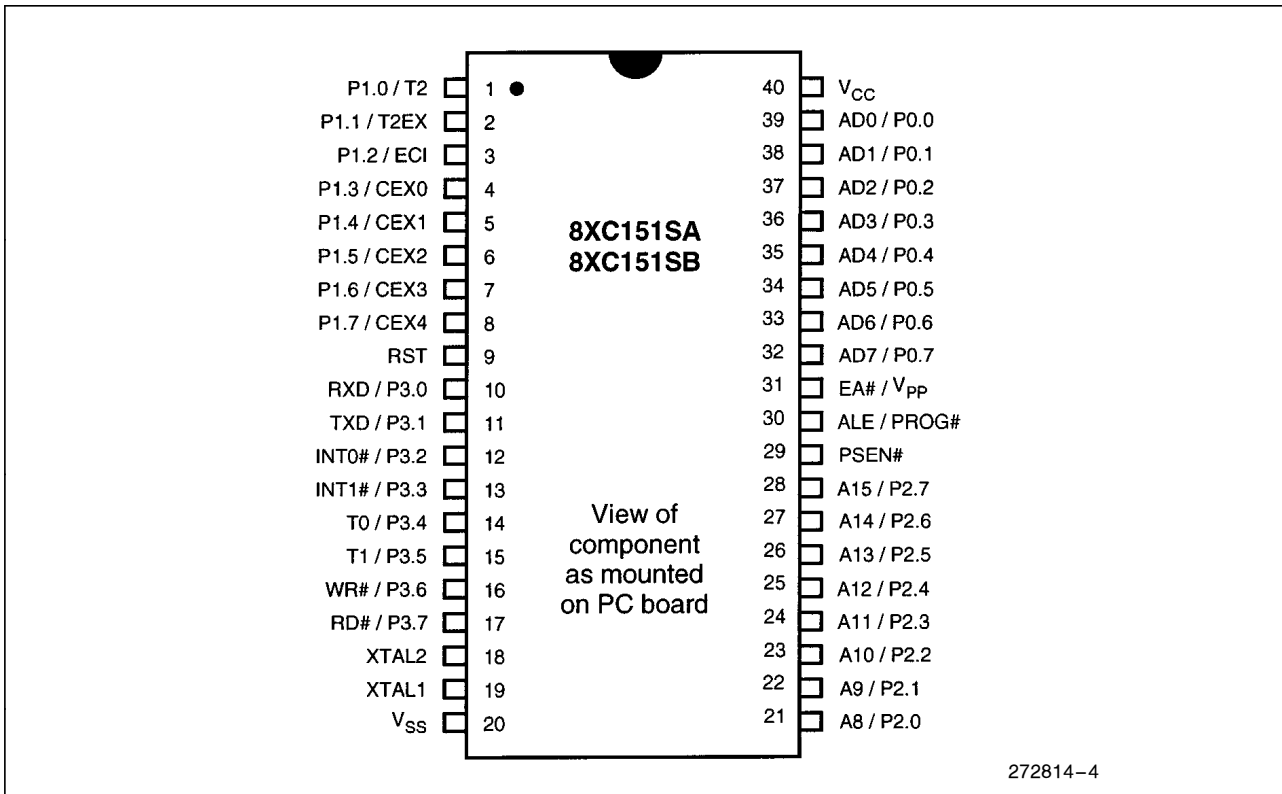 P1.0 / T2 1 40 VCC
P1.1 / T2EX 2 39 AD0 / P0.0
P1.2 / ECI 3 38 AD1 / P0.1
P1.3 / CEX0 4 37 AD2 / P0.2
P1.4 / CEX1 5 36 AD3 / P0.3
8XC151SA
P1.5 / CEX2 6 35 AD4 / P0.4
8XC151SB
P1.6 / CEX3 7 34 AD5 / P0.5
P1.7 / CEX4 8 33 AD6 / P0.6
RST 9 32 AD7 / P0.7
RXD / P3.0 10 31 EA# / VPP
TXD / P3.1 11 30 ALE / PROG#
INT0# / P3.2 12 29 PSEN#
INT1# / P3.3 13 28 A15 / P2.7
T0 / P3.4 14 View of 27 A14 / P2.6
T1 / P3.5 15 component 26 A13 / P2.5
WR# / P3.6 16 as mounted 25 A12 / P2.4
RD# / P3.7 17 on PC board 24 A11 / P2.3
XTAL2 18 23 A10 / P2.2
XTAL1 19 22 A9 / P2.1
VSS 20 21 A8 / P2.0
272814-4